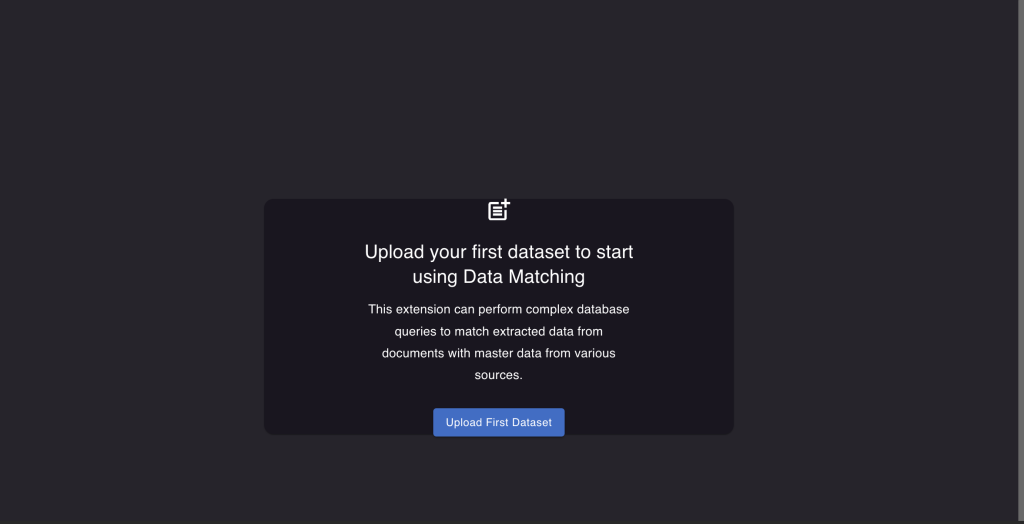 Upload your first dataset to start
using Data Matching
This extension can perform complex database
queries to match extracted data from
documents with master data from various
sources.
Upload First Dataset